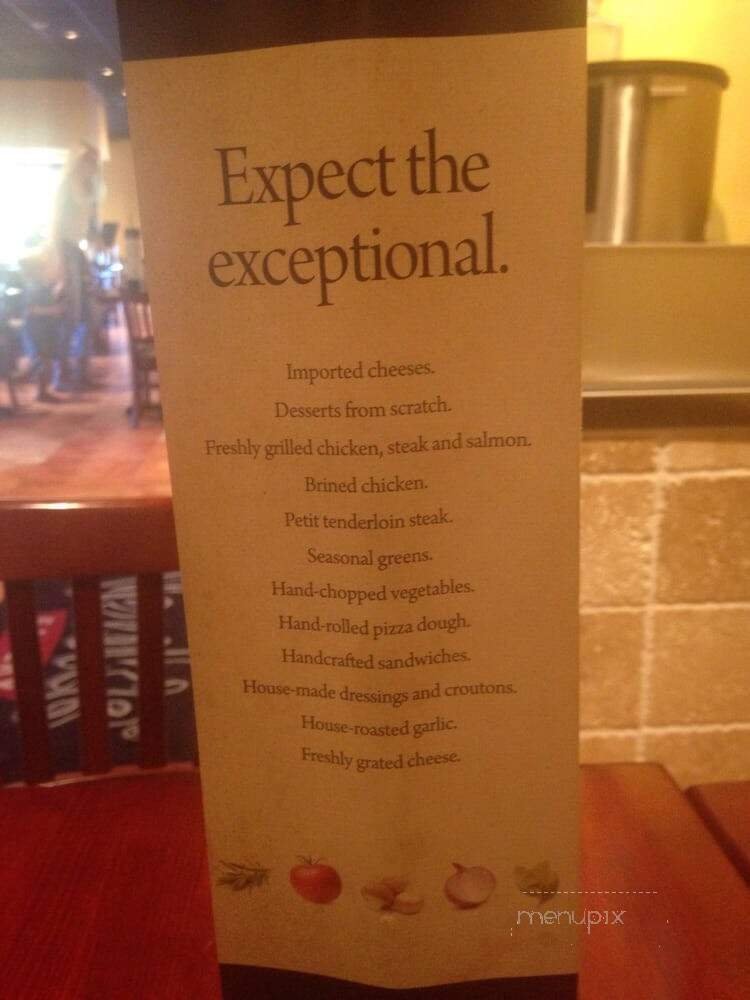 Expect the
exceptional.
Imported cheeses.
Desserts from scratch.
Freshly grilled chicken, steak and salmon.
Brined chicken.
Petit tenderloin steak.
Seasonal greens.
Hand-chopped vegetables.
Hand-rolled pizza dough.
Handcrafted sandwiches.
House-made dressings and croutons.
House-roasted garlic.
Freshly grated cheese.
menupix